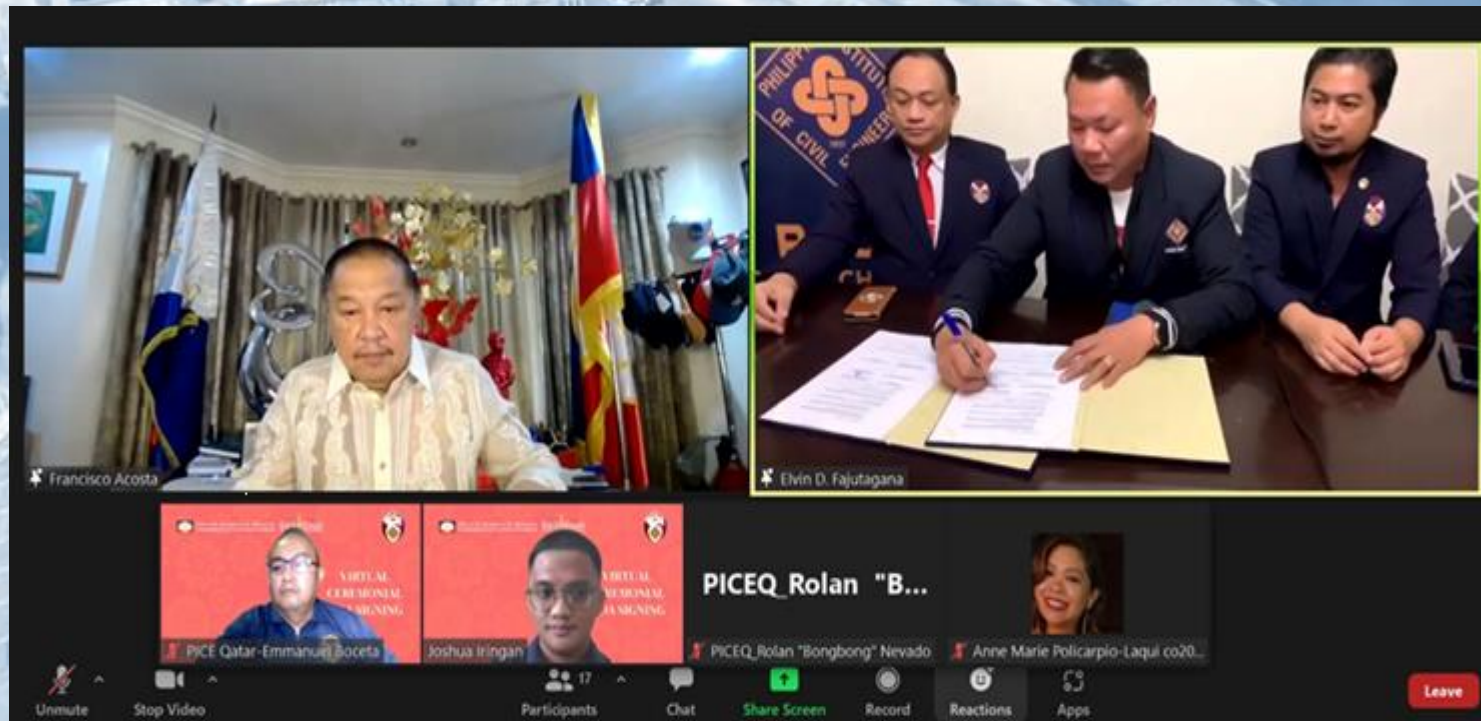 PHILIPPINE INSTITUTE
OF CIVIL ENGINEERS
Francisco Acosta
Elvin D. Fajutagana
VIRTUAL
CEREMONIAL
SIGNING
PICE Qatar-Emmanuel Boceta
VIRTUAL
CEREMONIAL
MOA SIGNING
Joshua Iringan
PICEQ_Rolan "B...
PICEQ_Rolan "Bongbong" Nevado
Anne Marie Policarpio-Laqui co20...
Unmute
Stop Video
17
Participants
Chat
Share Screen
Record
Reactions
Apps
Leave